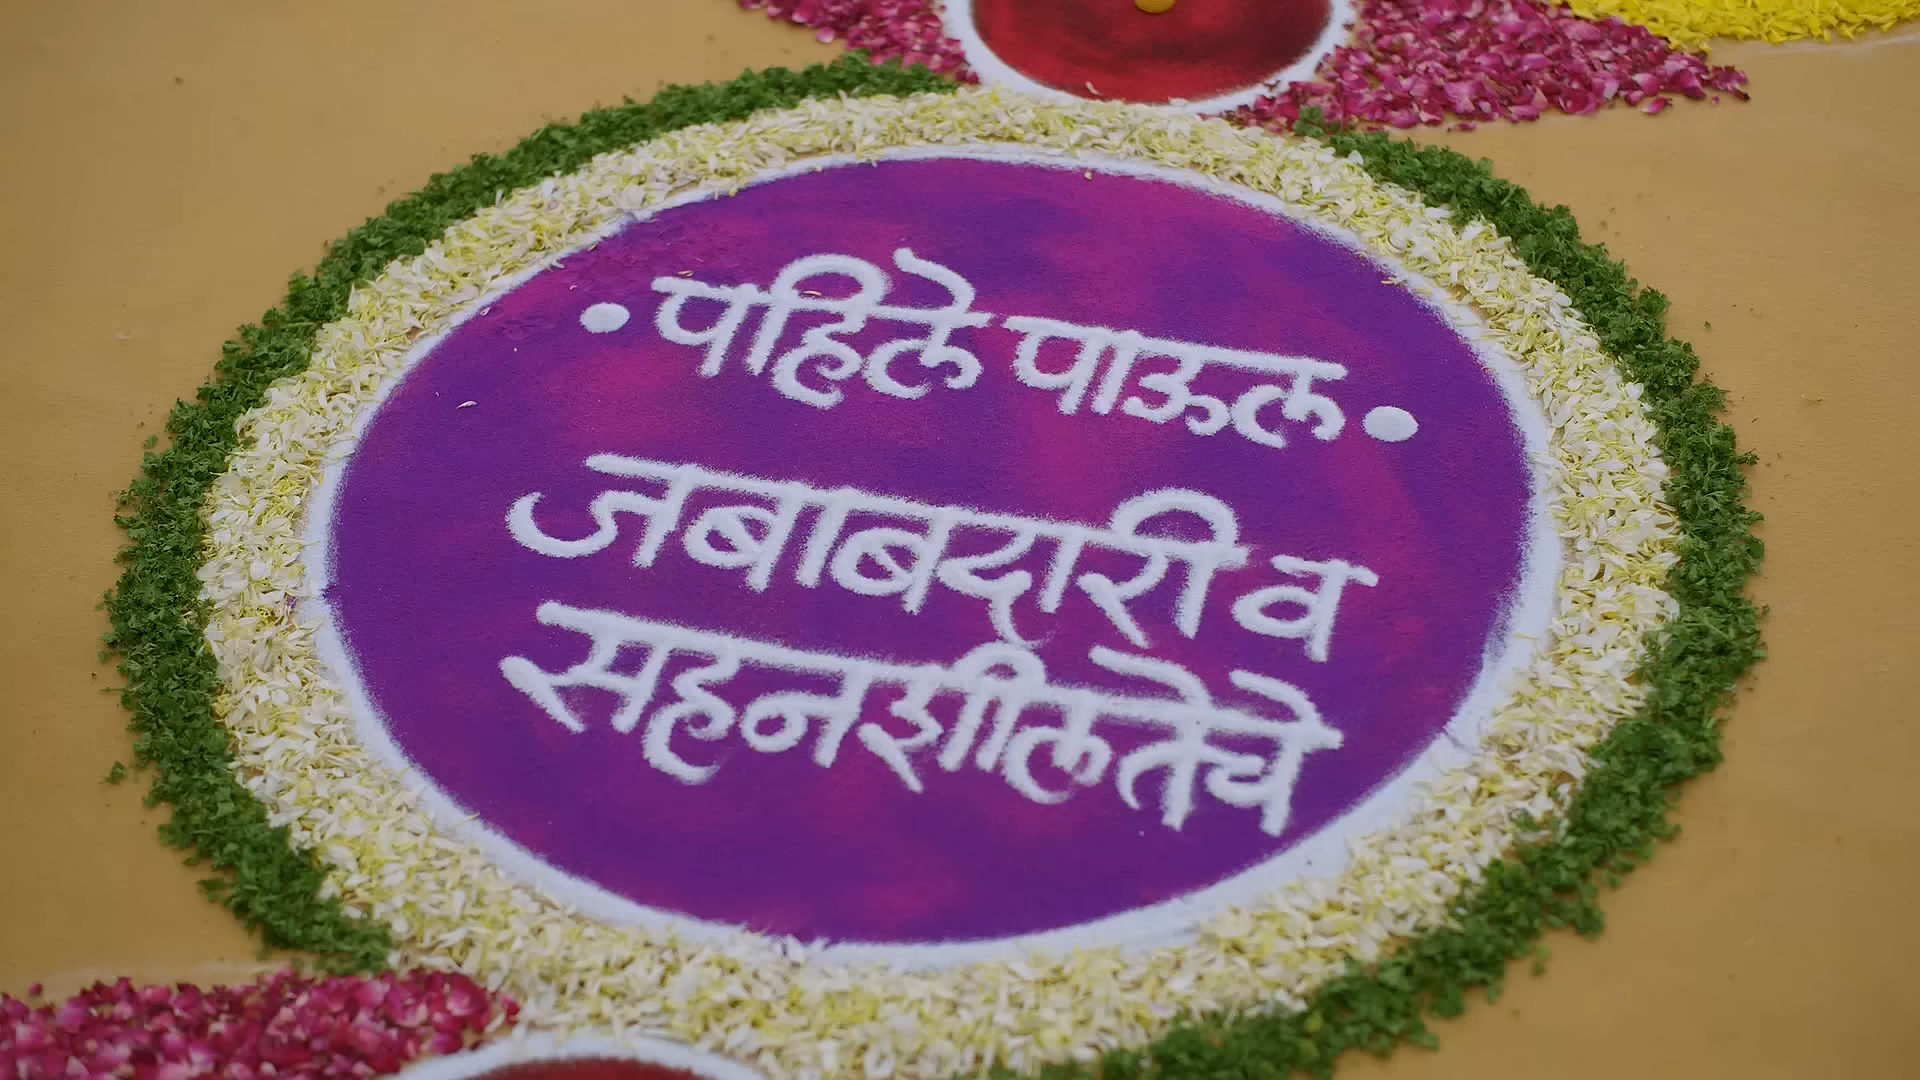 • पहिले पाऊल •
जबाबदारी व
सहनशीलतेचे